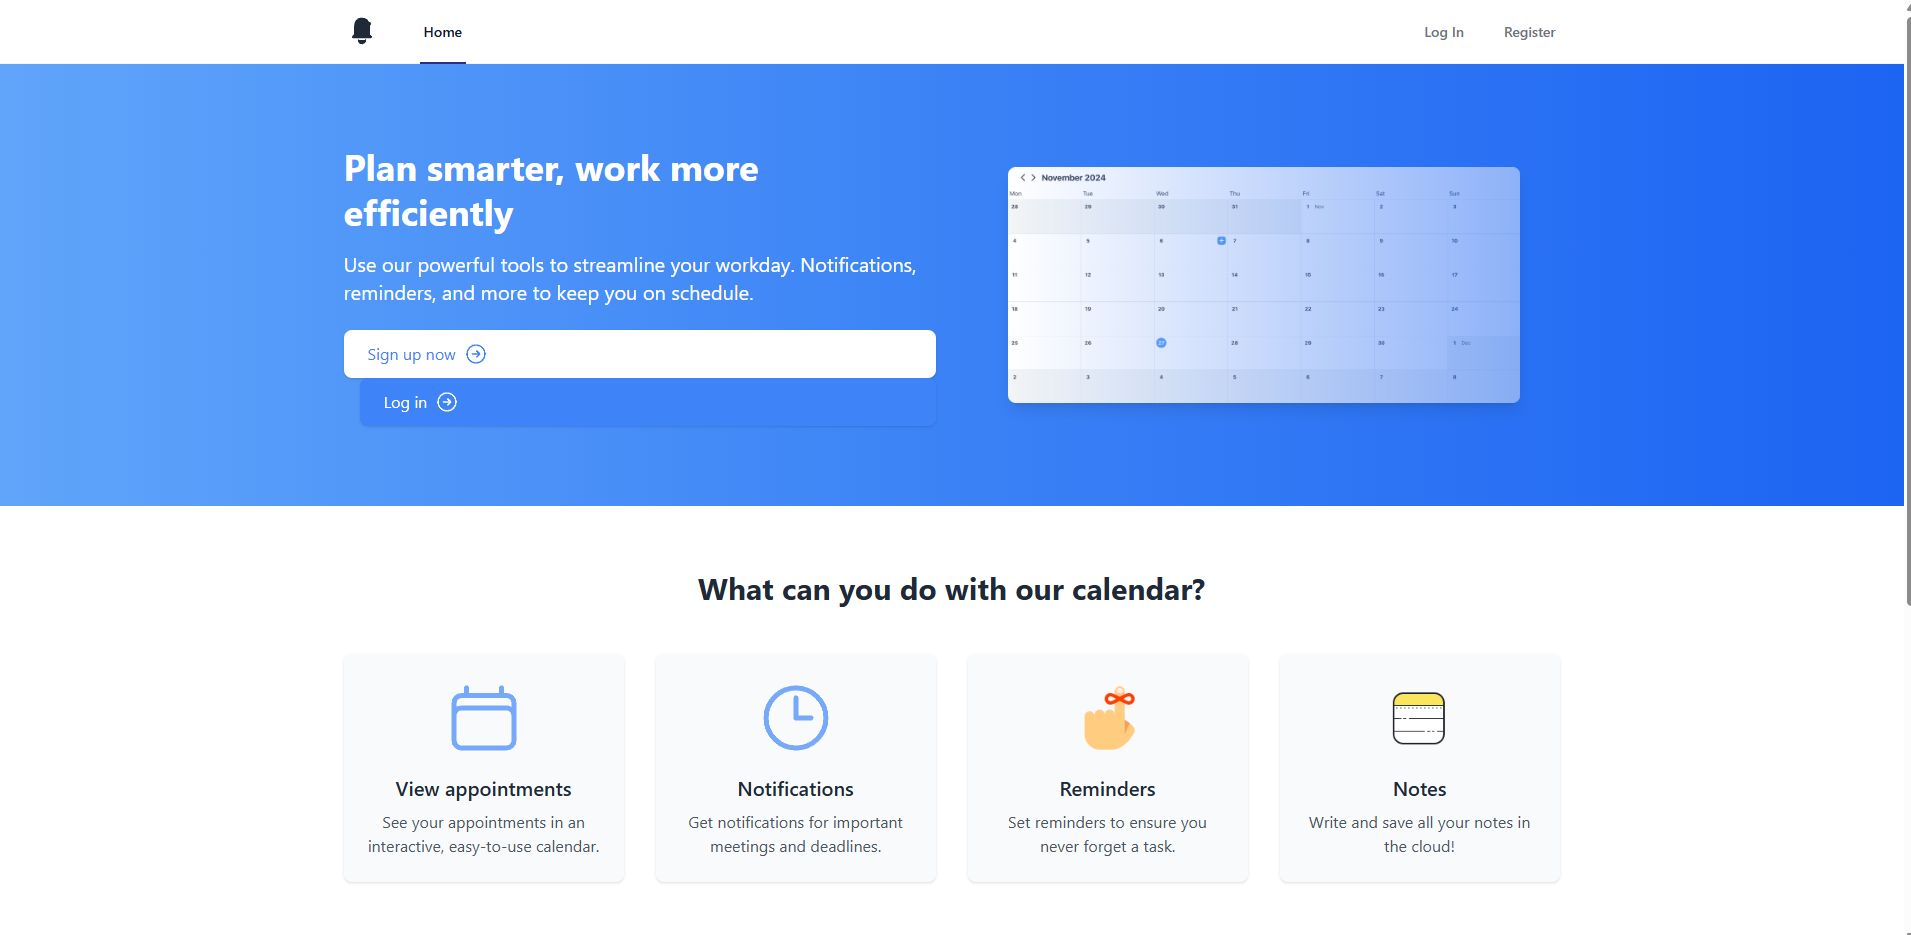 Home
Log In
Register
Plan smarter, work more
efficiently
Use our powerful tools to streamline your workday. Notifications,
reminders, and more to keep you on schedule.
Sign up now
Log in
November 2024
Mon Tue Wed Thu Fri Sat Sun
28 29 30 31 1 Nov 2 3
4 5 6 7 8 9 10
11 12 13 14 15 16 17
18 19 20 21 22 23 24
25 26 27 28 29 30 1 Dec
2 3 4 5 6 7 8
What can you do with our calendar?
View appointments
See your appointments in an
interactive, easy-to-use calendar.
Notifications
Get notifications for important
meetings and deadlines.
Reminders
Set reminders to ensure you
never forget a task.
Notes
Write and save all your notes in
the cloud!